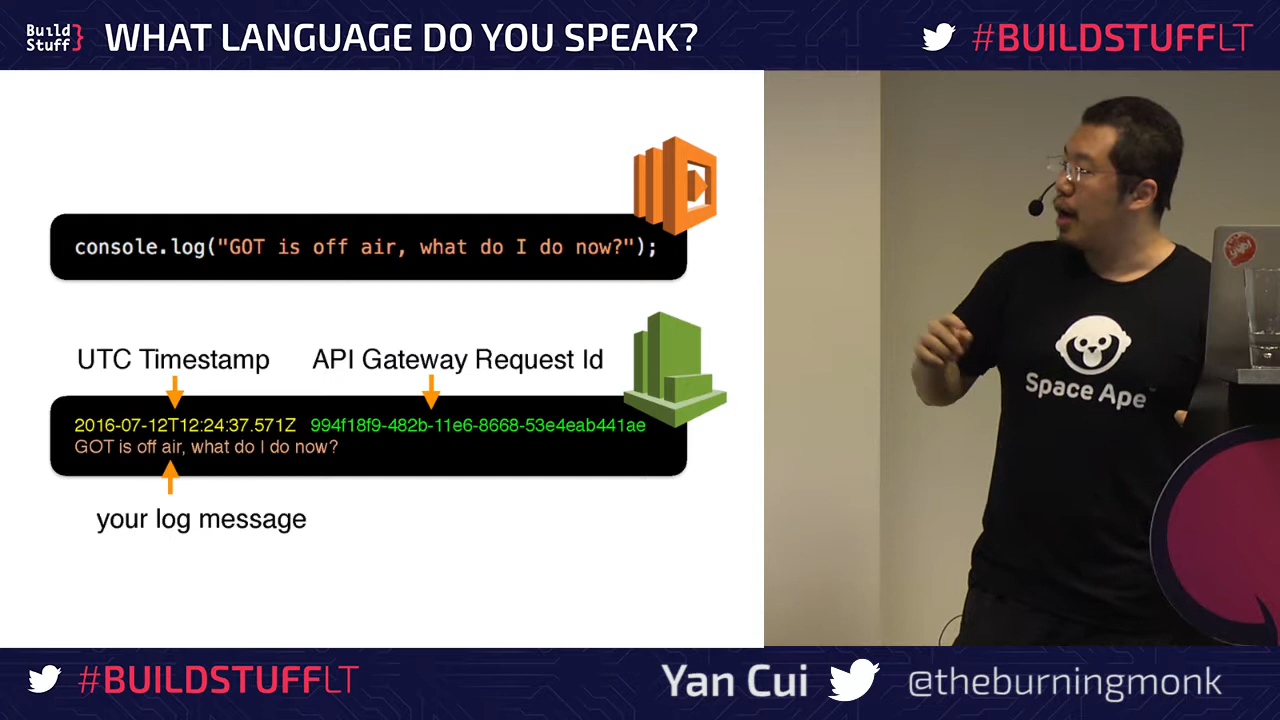 Build
Stuff
WHAT LANGUAGE DO YOU SPEAK?
#BUILDSTUFFLT
console.log("GOT is off air, what do I do now?");
UTC Timestamp
API Gateway Request Id
2016-07-12T12:24:37.571Z 994f18f9-482b-11e6-8668-53e4eab441ae
GOT is off air, what do I do now?
your log message
Space Ape
#BUILDSTUFFLT
Yan Cui
@theburningmonk